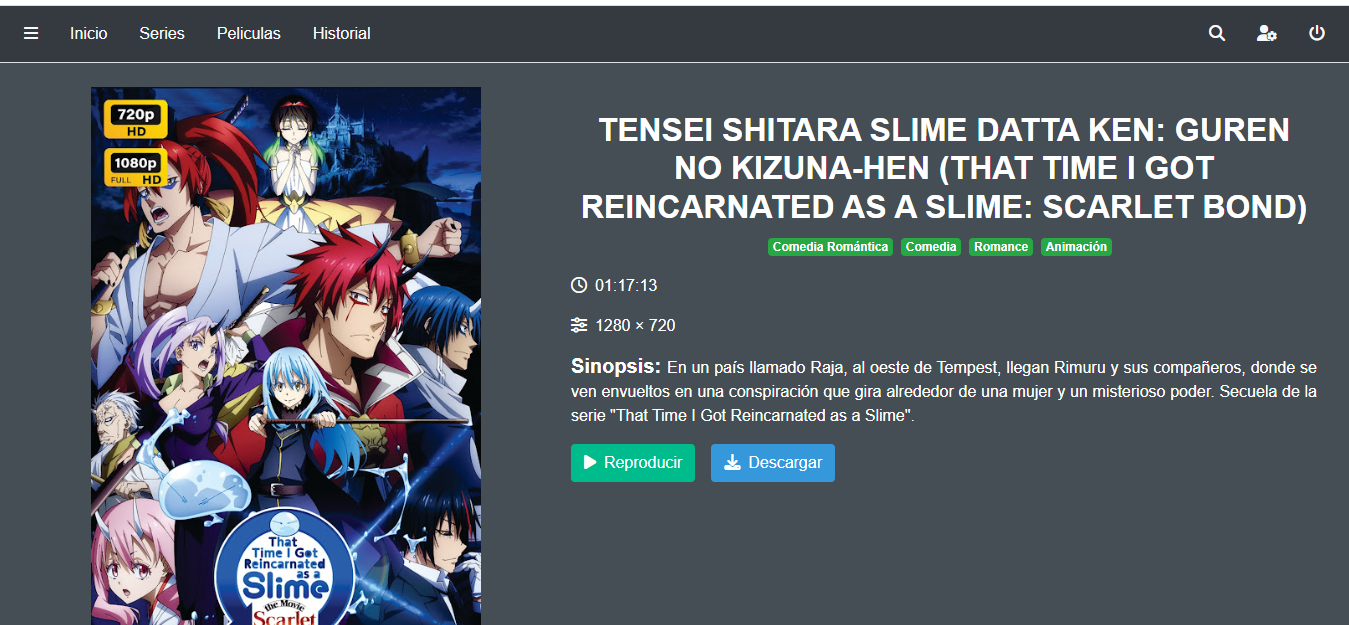 Inicio Series Peliculas Historial
720p
HD
1080p
FULL HD
TENSEI SHITARA SLIME DATTA KEN: GUREN
NO KIZUNA-HEN (THAT TIME I GOT
REINCARNATED AS A SLIME: SCARLET BOND)
Comedia Romántica Comedia Romance Animación
01:17:13
1280 × 720
Sinopsis: En un país llamado Raja, al oeste de Tempest, llegan Rimuru y sus compañeros, donde se
ven envueltos en una conspiración que gira alrededor de una mujer y un misterioso poder. Secuela de la
serie "That Time I Got Reincarnated as a Slime".
Reproducir Descargar
That
Time I Got
Reincarnated
as a
Slime
the Movie
Scarlet